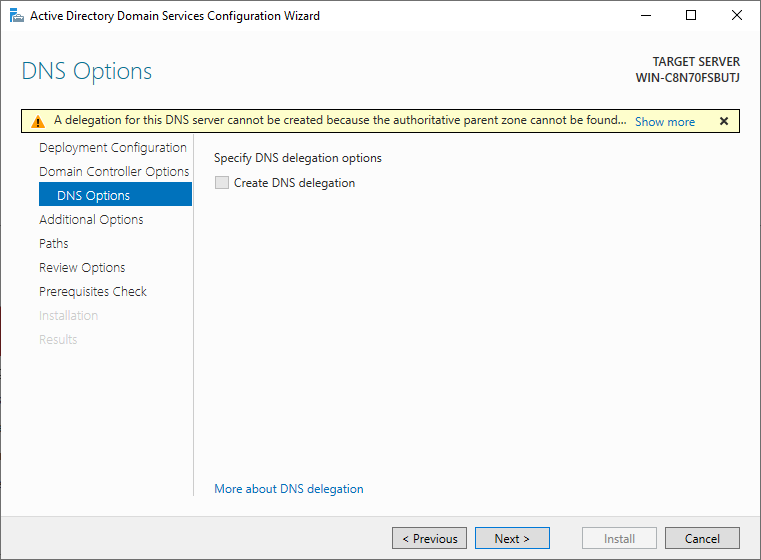 Active Directory Domain Services Configuration Wizard
DNS Options
TARGET SERVER
WIN-C8N70FSBUTJ
A delegation for this DNS server cannot be created because the authoritative parent zone cannot be found... Show more
Deployment Configuration
Domain Controller Options
DNS Options
Additional Options
Paths
Review Options
Prerequisites Check
Installation
Results
Specify DNS delegation options
Create DNS delegation
More about DNS delegation
< Previous
Next >
Install
Cancel